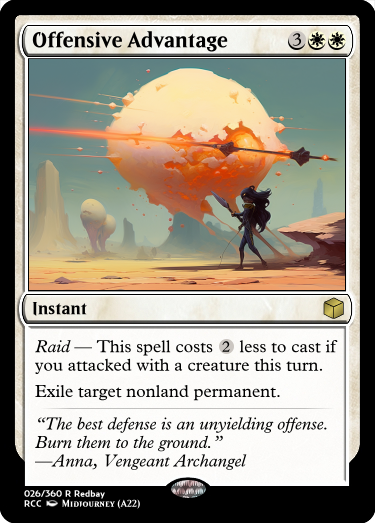 Offensive Advantage 3
Instant
Raid — This spell costs 2 less to cast if
you attacked with a creature this turn.
Exile target nonland permanent.
“The best defense is an unyielding offense.
Burn them to the ground.”
—Anna, Vengeant Archangel
026/360 R Redbay
RCC Midjourney (A22)